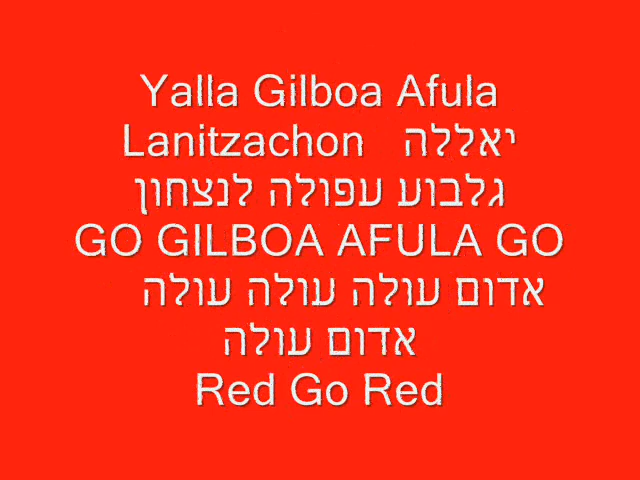 Yalla Gilboa Afula
Lanitzachon יאללה
גלבוע עפולה לנצחון
GO GILBOA AFULA GO
אדום עולה עולה עולה
אדום עולה
Red Go Red